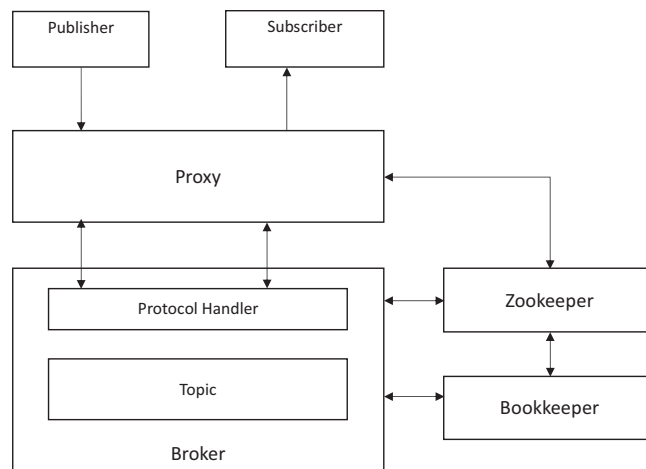 Publisher
Subscriber
Proxy
Protocol Handler
Zookeeper
Topic
Bookkeeper
Broker